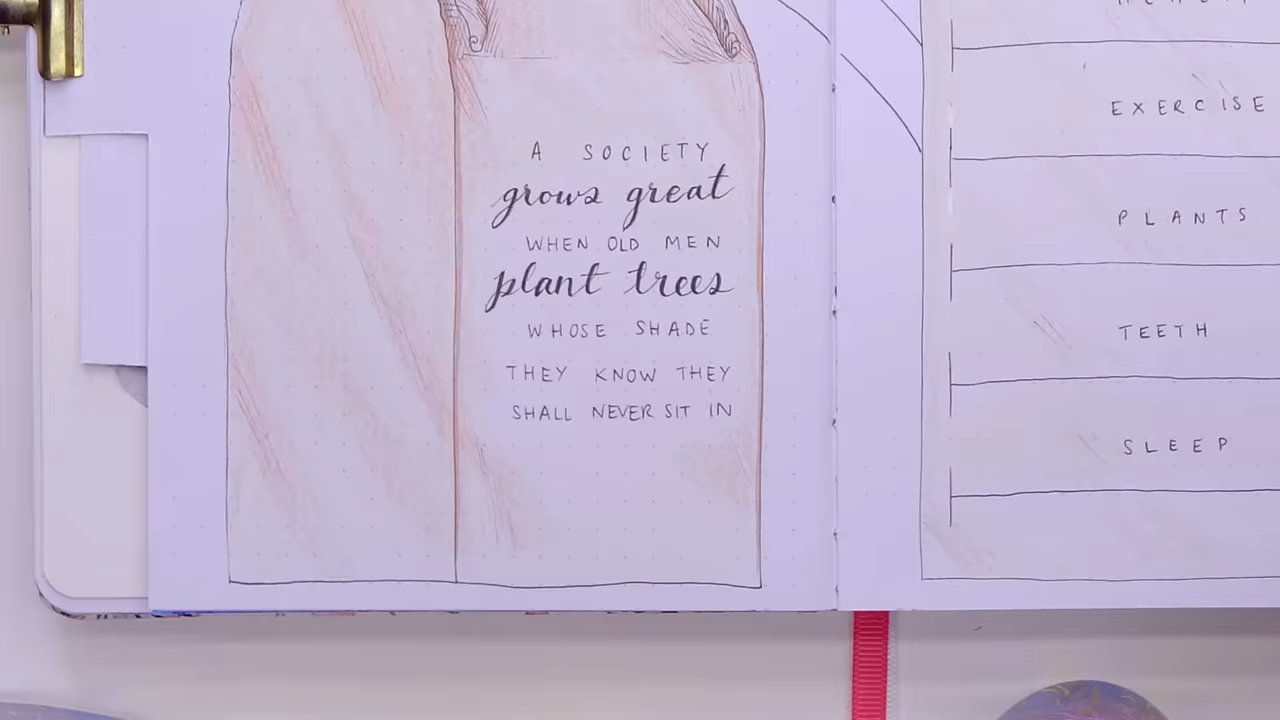 A SOCIETY
grows great
WHEN OLD MEN
plant trees
WHOSE SHADE
THEY KNOW THEY
SHALL NEVER SIT IN
EXERCISE
PLANTS
TEETH
SLEEP